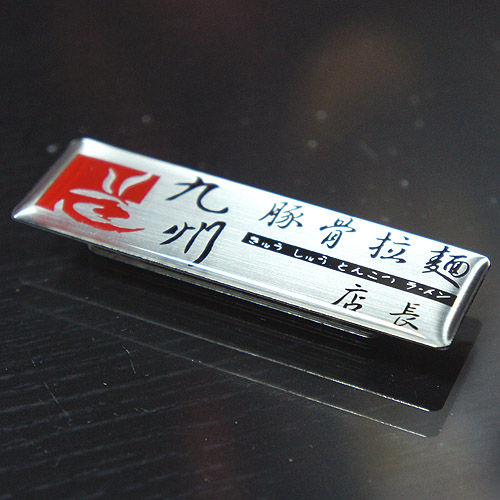 九州
豚骨拉麺
きゅうしゅうとんこつラーメン
店長